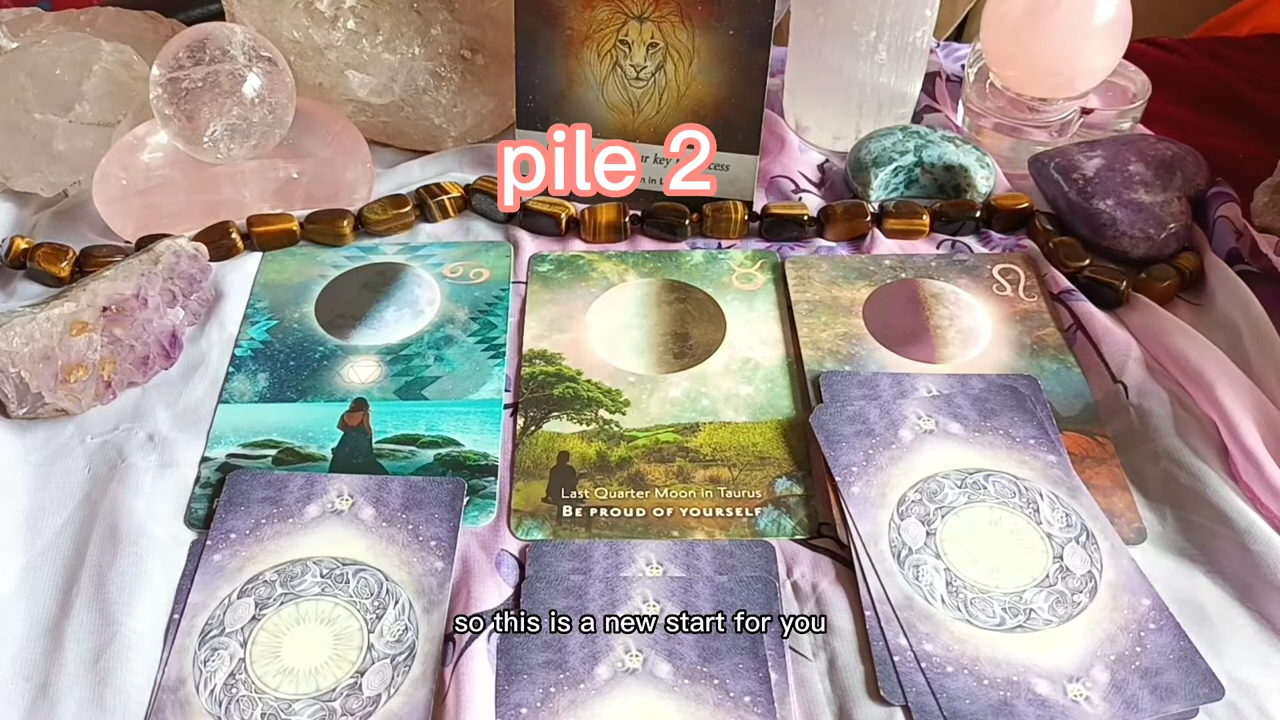 pile 2
Last Quarter Moon in Taurus
BE PROUD OF YOURSELF
so this is a new start for you